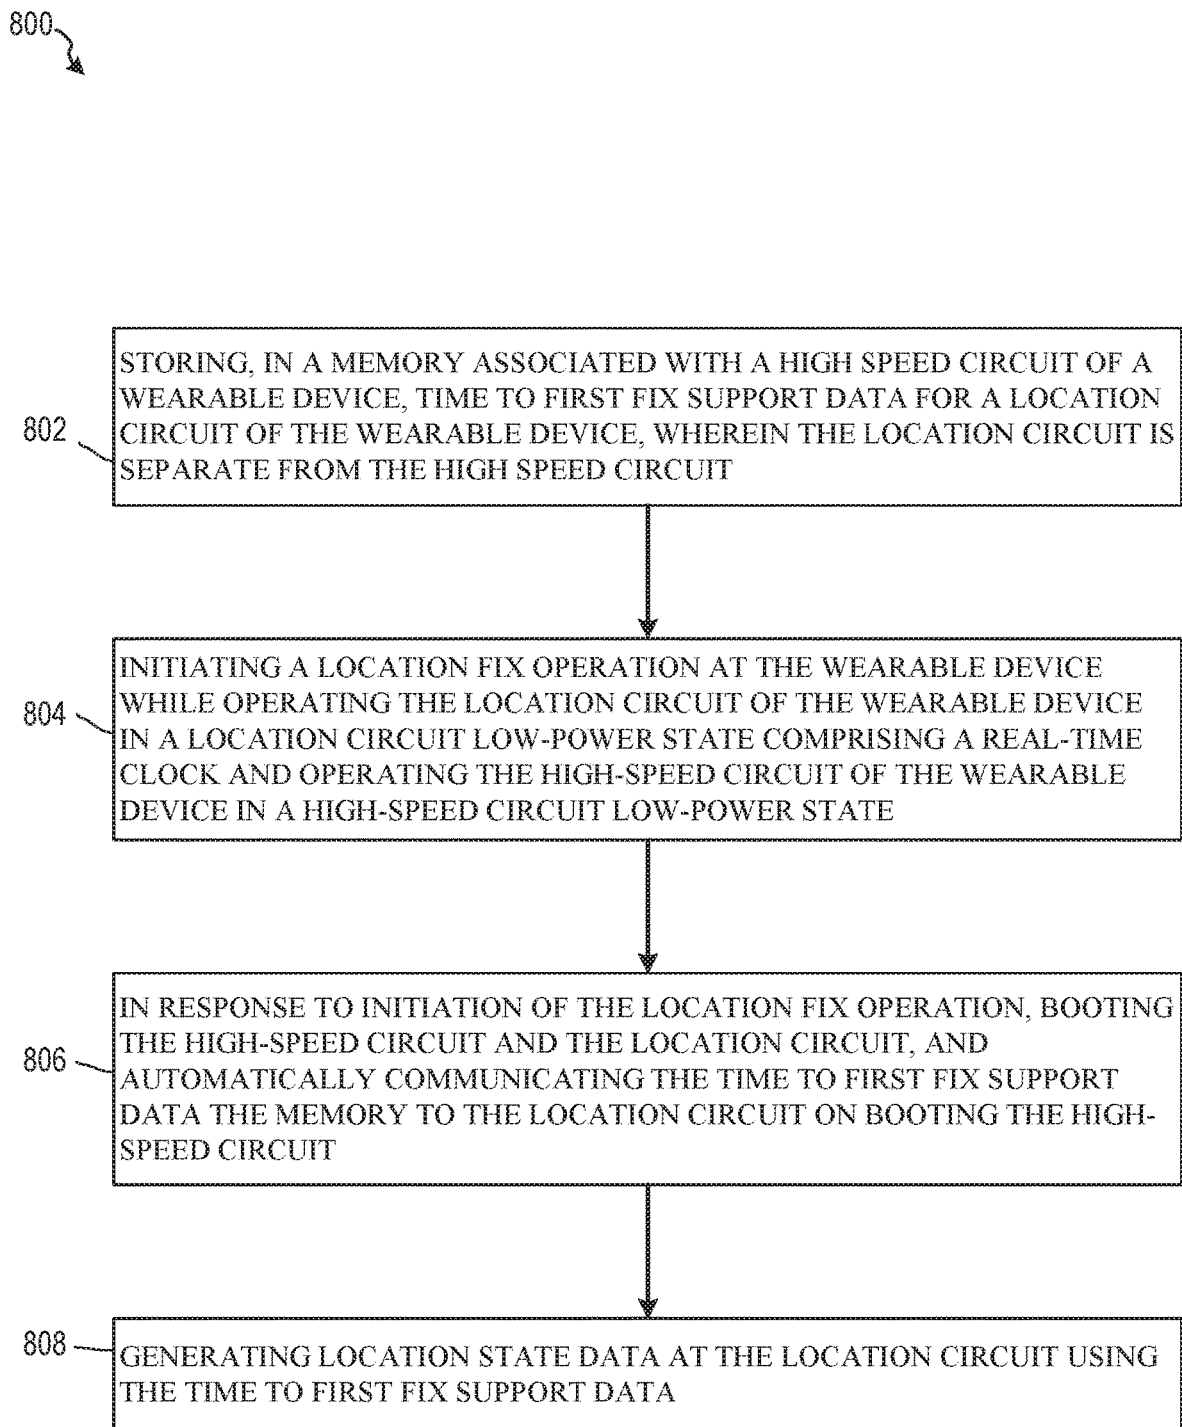 800
802
STORING, IN A MEMORY ASSOCIATED WITH A HIGH SPEED CIRCUIT OF A
WEARABLE DEVICE, TIME TO FIRST FIX SUPPORT DATA FOR A LOCATION
CIRCUIT OF THE WEARABLE DEVICE, WHEREIN THE LOCATION CIRCUIT IS
SEPARATE FROM THE HIGH SPEED CIRCUIT
804
INITIATING A LOCATION FIX OPERATION AT THE WEARABLE DEVICE
WHILE OPERATING THE LOCATION CIRCUIT OF THE WEARABLE DEVICE
IN A LOCATION CIRCUIT LOW-POWER STATE COMPRISING A REAL-TIME
CLOCK AND OPERATING THE HIGH-SPEED CIRCUIT OF THE WEARABLE
DEVICE IN A HIGH-SPEED CIRCUIT LOW-POWER STATE
806
IN RESPONSE TO INITIATION OF THE LOCATION FIX OPERATION, BOOTING
THE HIGH-SPEED CIRCUIT AND THE LOCATION CIRCUIT, AND
AUTOMATICALLY COMMUNICATING THE TIME TO FIRST FIX SUPPORT
DATA THE MEMORY TO THE LOCATION CIRCUIT ON BOOTING THE HIGH-
SPEED CIRCUIT
808
GENERATING LOCATION STATE DATA AT THE LOCATION CIRCUIT USING
THE TIME TO FIRST FIX SUPPORT DATA